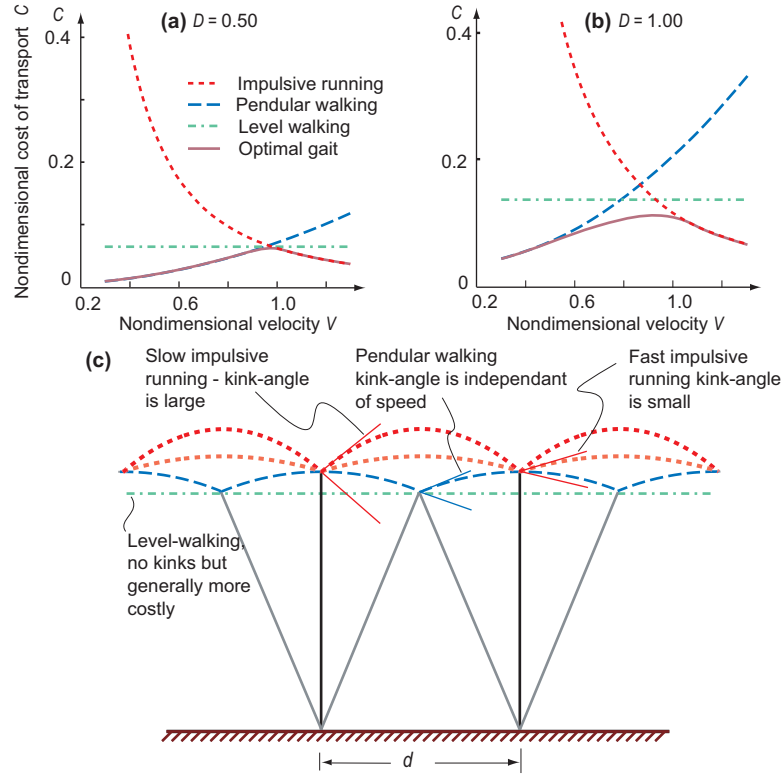 Nondimensional cost of transport C
C
0.4
0.2
0
(a) D = 0.50
Impulsive running
Pendular walking
Level walking
Optimal gait
0.2
0.6
1.0
Nondimensional velocity V
C
0.4
0.2
0
(b) D = 1.00
0.2
0.6
1.0
Nondimensional velocity V
(c)
Slow impulsive
running - kink-angle
is large
Pendular walking
kink-angle is independant
of speed
Fast impulsive
running kink-angle
is small
Level-walking,
no kinks but
generally more
costly
d